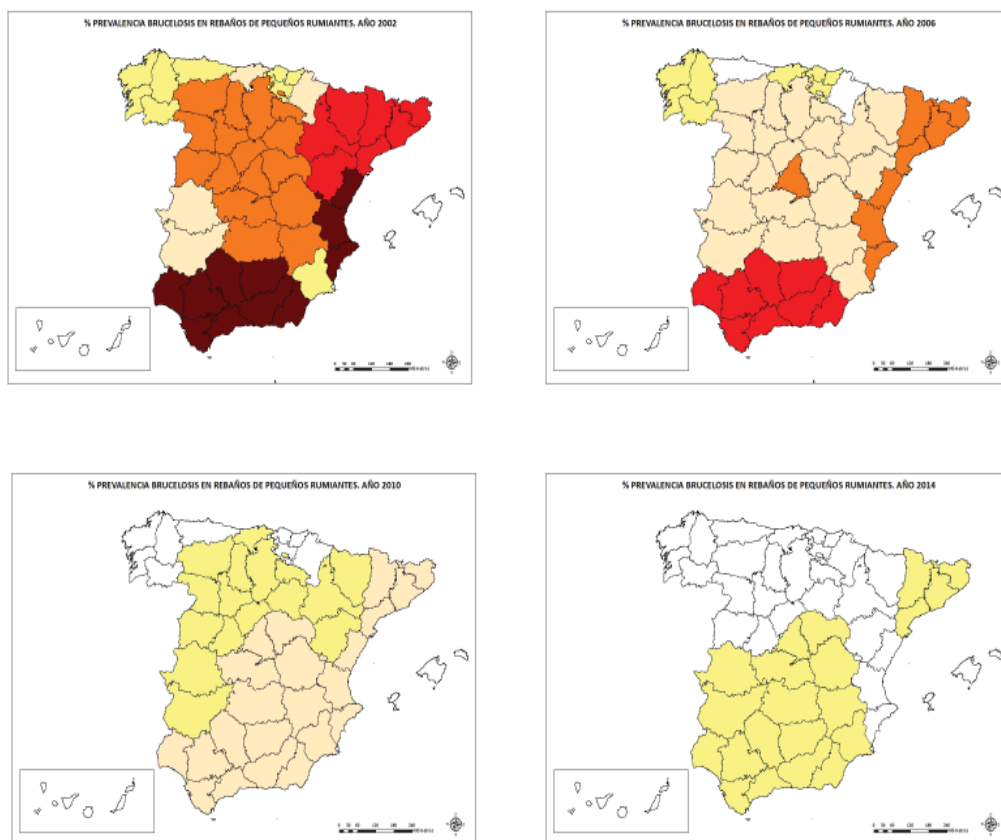 % PREVALENCIA BRUCELOSIS EN REBAÑOS DE PEQUEÑOS RUMIANTES. AÑO 2002
% PREVALENCIA BRUCELOSIS EN REBAÑOS DE PEQUEÑOS RUMIANTES. AÑO 2006
% PREVALENCIA BRUCELOSIS EN REBAÑOS DE PEQUEÑOS RUMIANTES. AÑO 2010
% PREVALENCIA BRUCELOSIS EN REBAÑOS DE PEQUEÑOS RUMIANTES. AÑO 2014